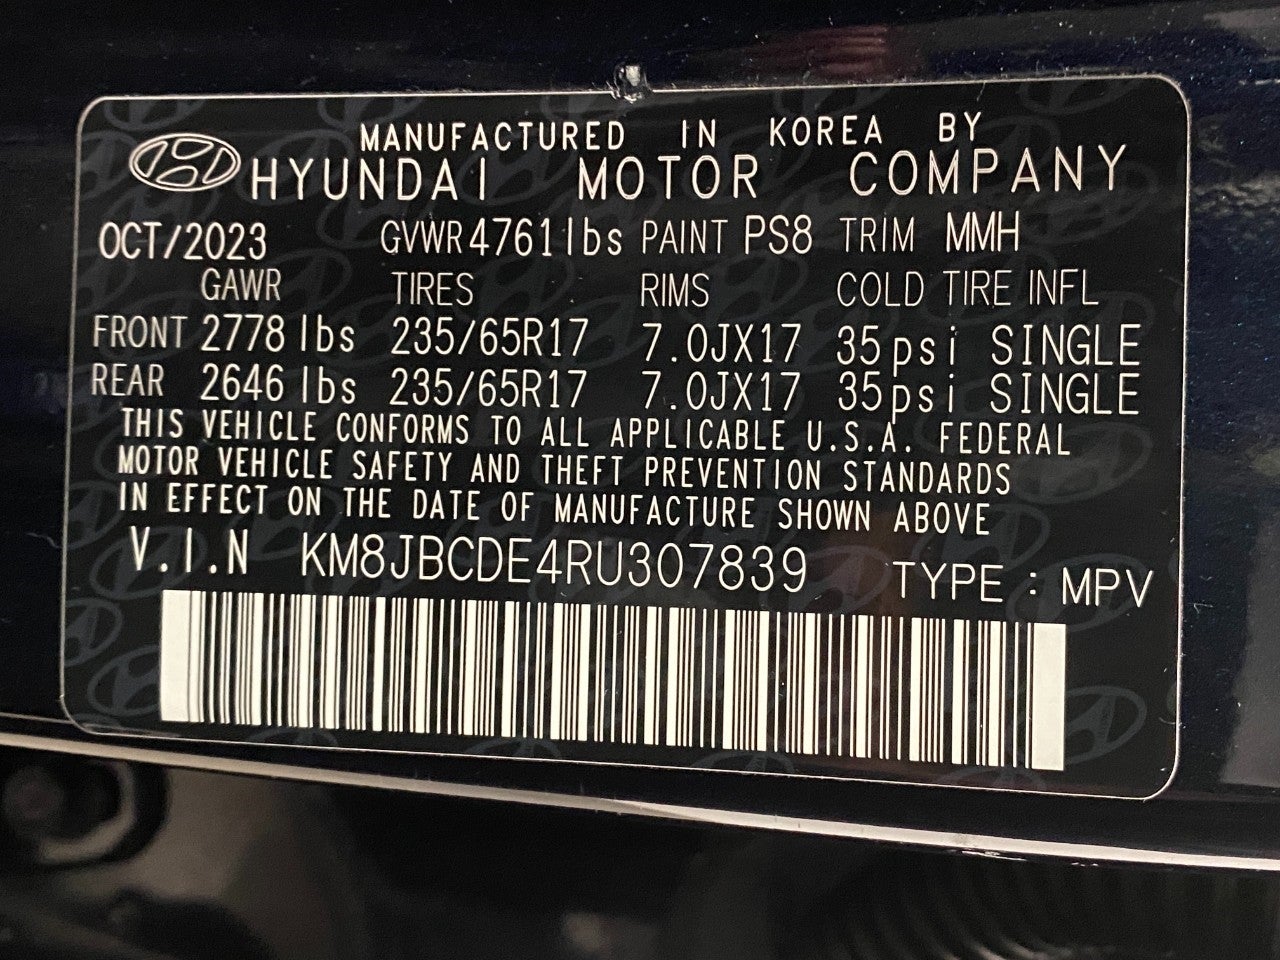 MANUFACTURED IN KOREA BY
HYUNDAI MOTOR COMPANY
OCT/2023 GVWR 4761lbs PAINT PS8 TRIM MMH
GAWR TIRES RIMS COLD TIRE INFL
FRONT 2778 lbs 235/65R17 7.0JX17 35psi SINGLE
REAR 2646 lbs 235/65R17 7.0JX17 35psi SINGLE
THIS VEHICLE CONFORMS TO ALL APPLICABLE U.S.A. FEDERAL
MOTOR VEHICLE SAFETY AND THEFT PREVENTION STANDARDS
IN EFFECT ON THE DATE OF MANUFACTURE SHOWN ABOVE
V.I.N KM8JBCDE4RU307839 TYPE : MPV